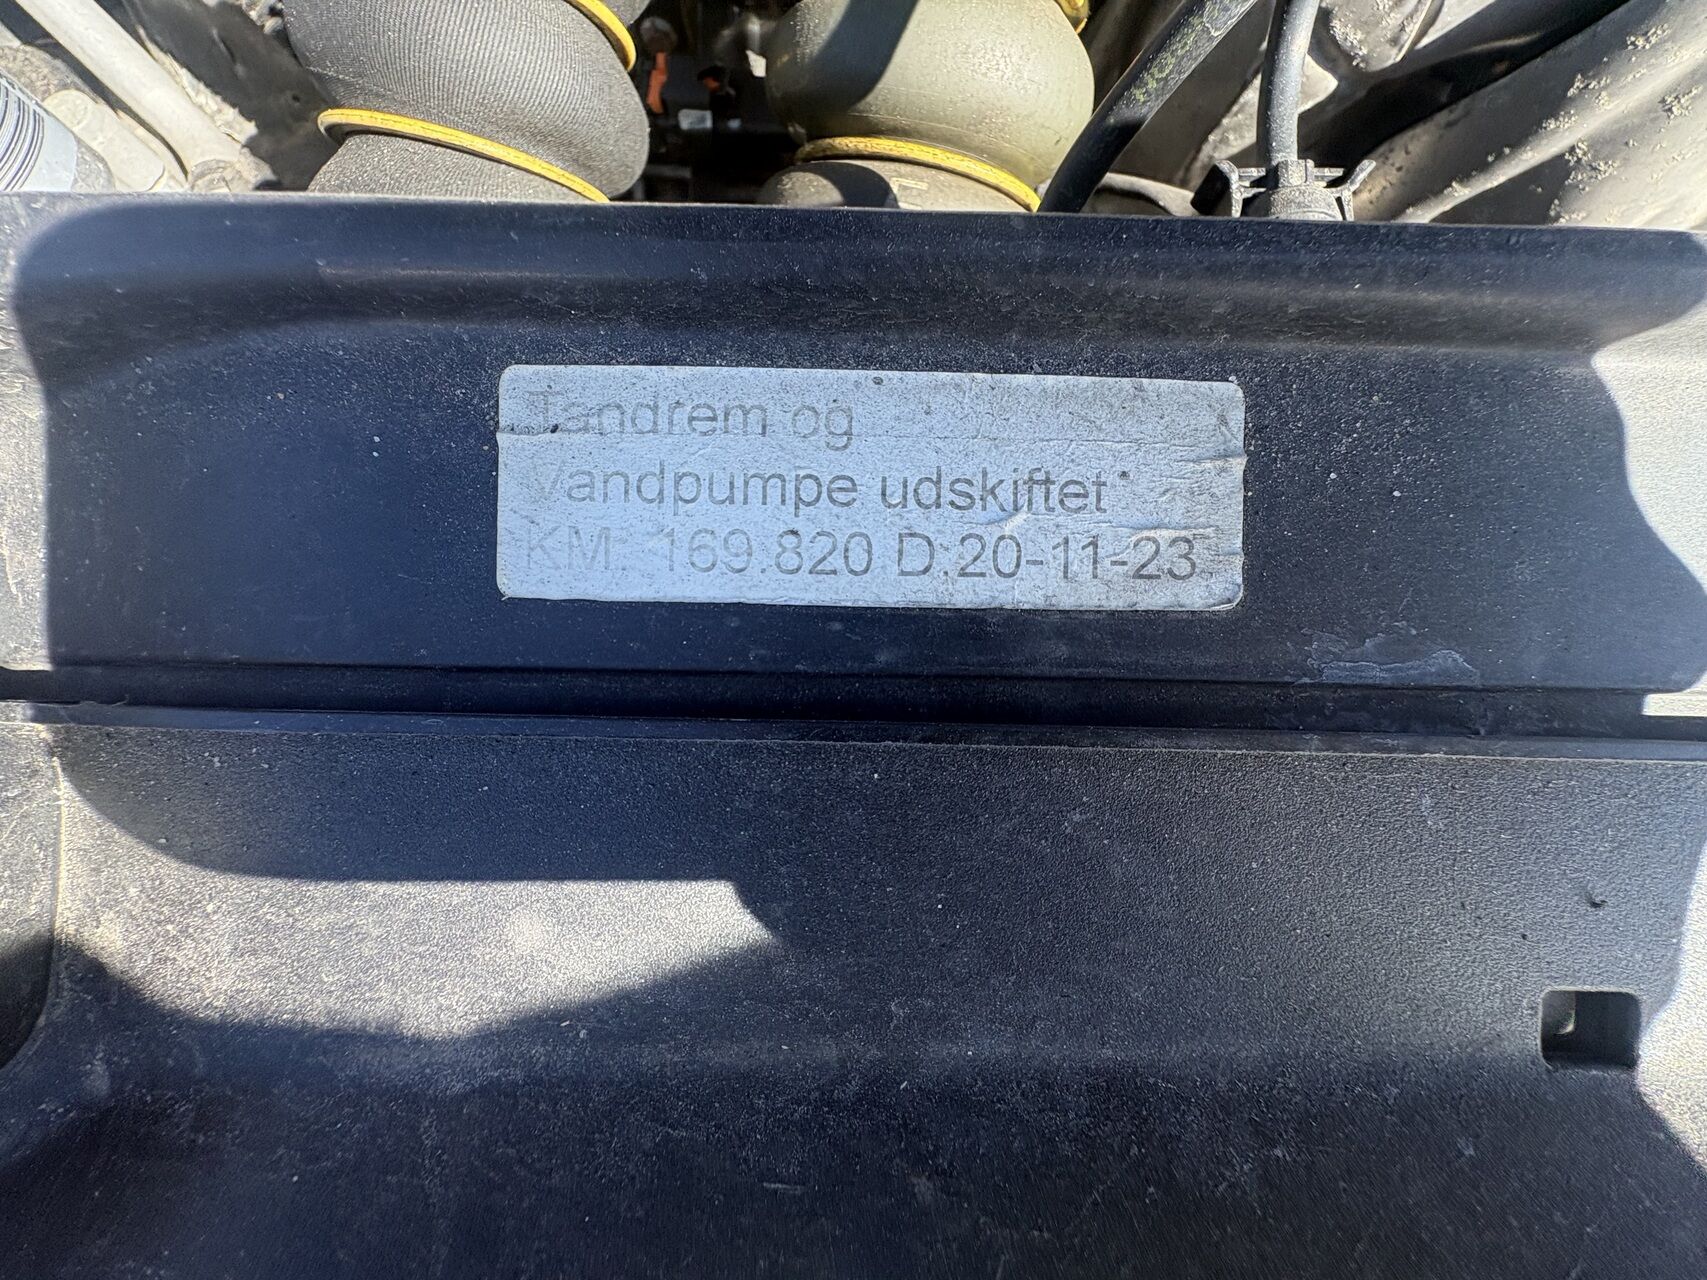 Tandrem og
Vandpumpe udskiftet
KM: 169.820 D.20-11-23